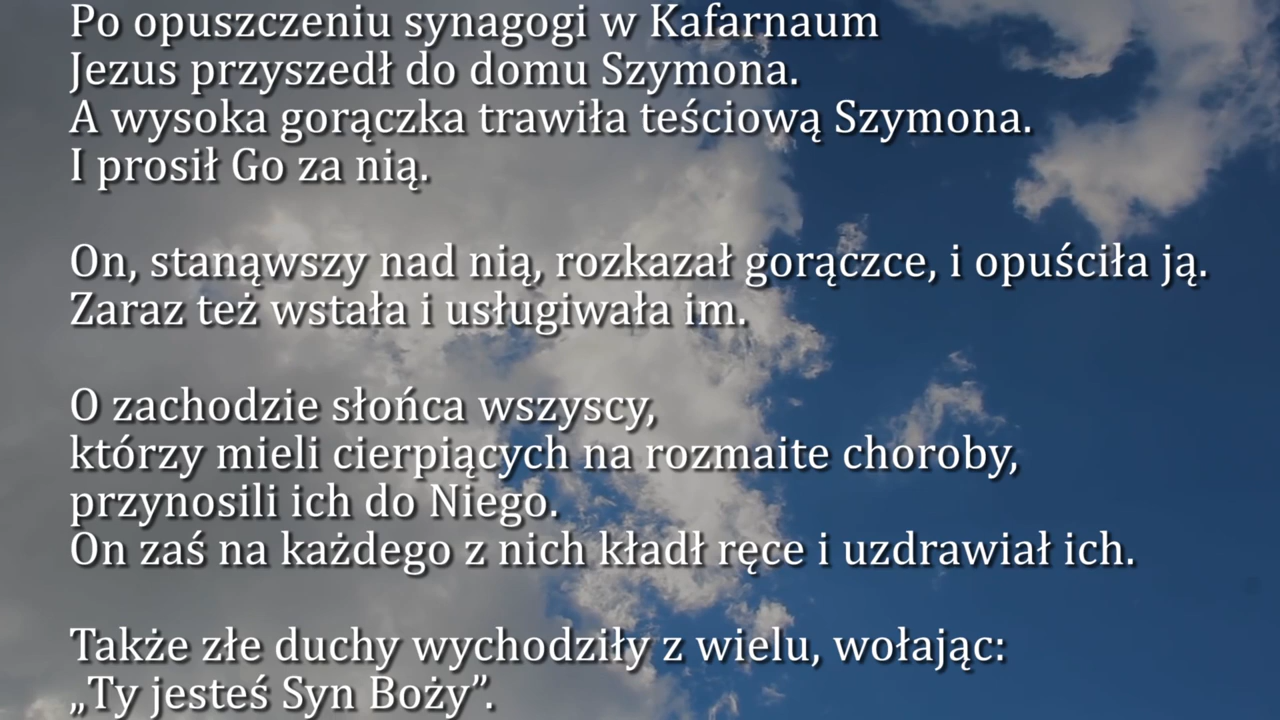 Po opuszczeniu synagogi w Kafarnaum
Jezus przyszedł do domu Szymona.
A wysoka gorączka trawiła teściową Szymona.
I prosił Go za nią.
On, stanąwszy nad nią, rozkazał gorączce, i opuściła ją.
Zaraz też wstała i usługiwała im.
O zachodzie słońca wszyscy,
którzy mieli cierpiących na rozmaite choroby,
przynosili ich do Niego.
On zaś na każdego z nich kładł ręce i uzdrawiał ich.
Także złe duchy wychodziły z wielu, wołając:
„Ty jesteś Syn Boży”.